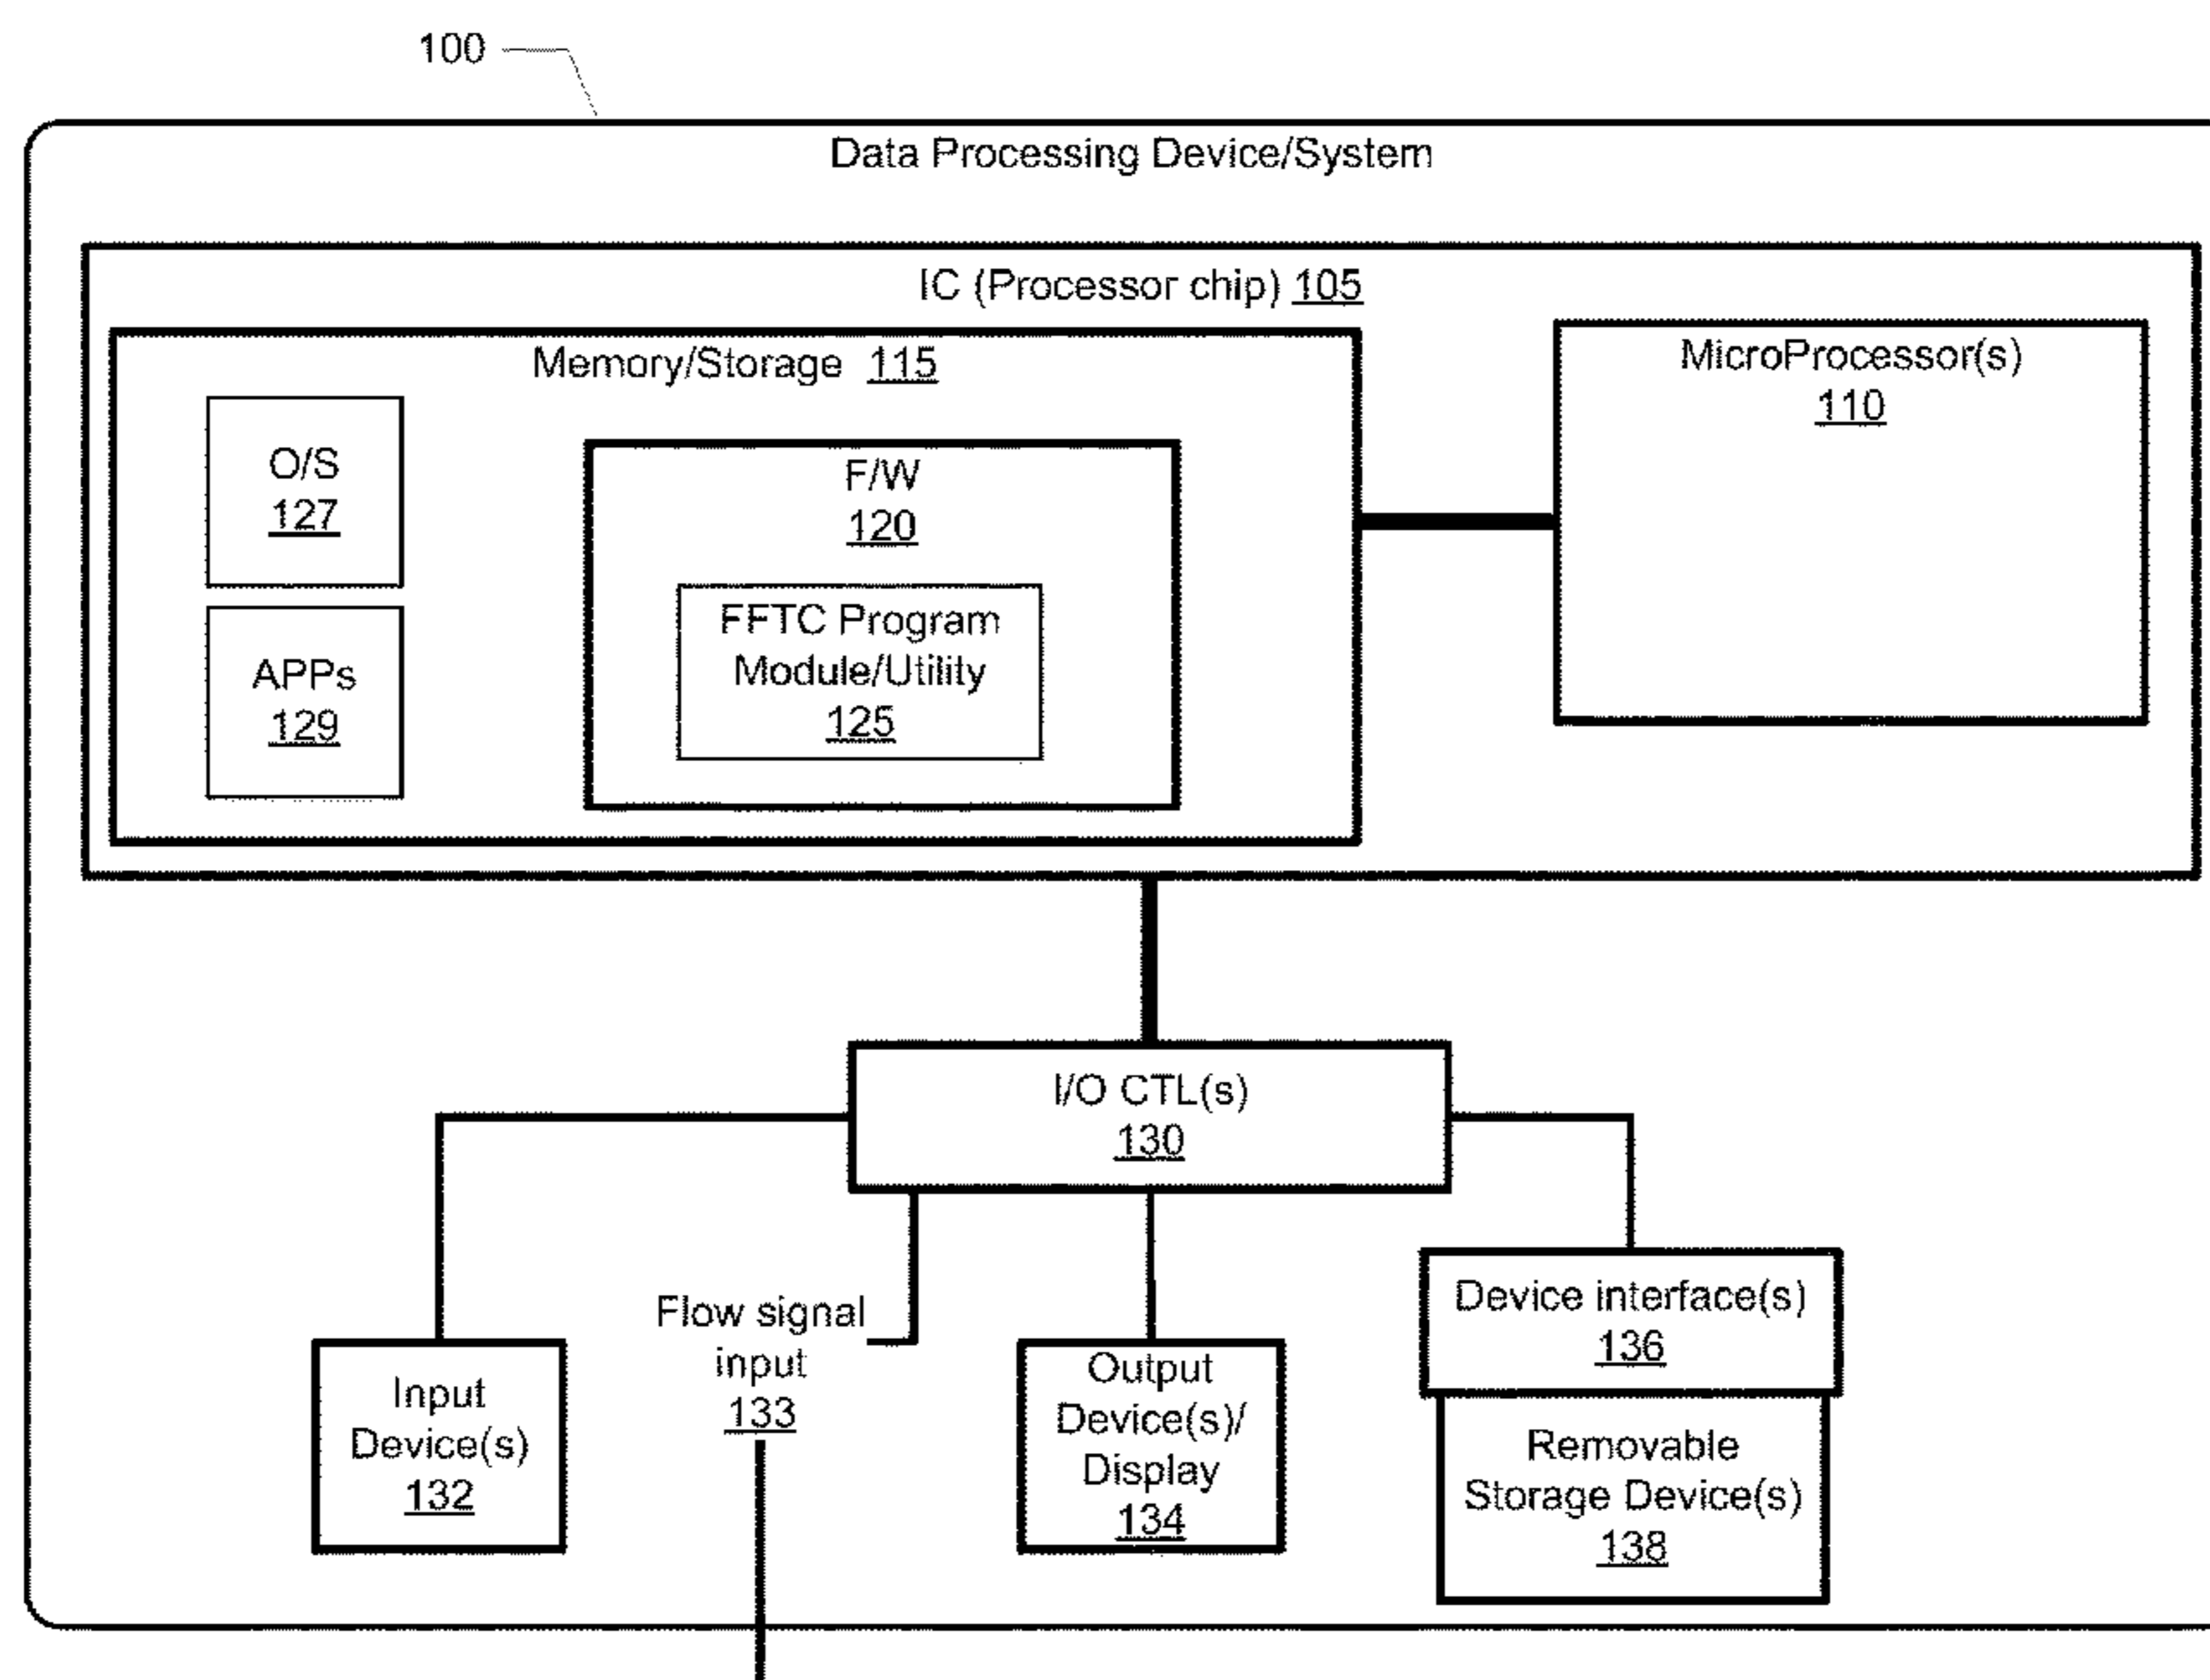 100
Data Processing Device/System
IC (Processor chip) 105
Memory/Storage 115
MicroProcessor(s)
110
O/S
127
F/W
120
FFTC Program
Module/Utility
125
APPs
129
I/O CTL(s)
130
Input
Device(s)
132
Flow signal
input
133
Output
Device(s)/
Display
134
Device interface(s)
136
Removable
Storage Device(s)
138